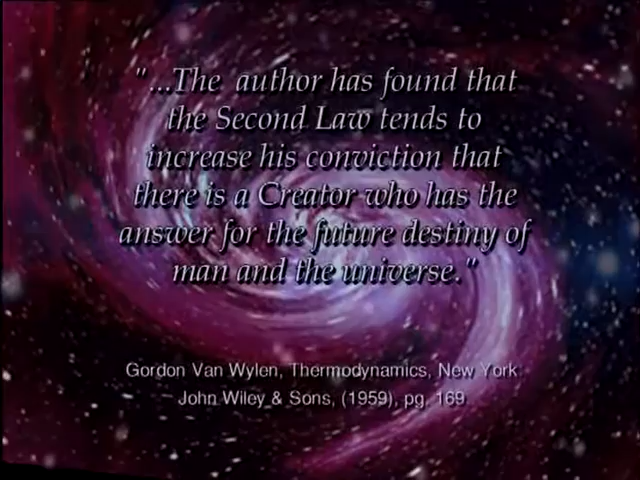 "...The author has found that
the Second Law tends to
increase his conviction that
there is a Creator who has the
answer for the future destiny of
man and the universe."
Gordon Van Wylen, Thermodynamics, New York:
John Wiley & Sons, (1959), pg. 169.